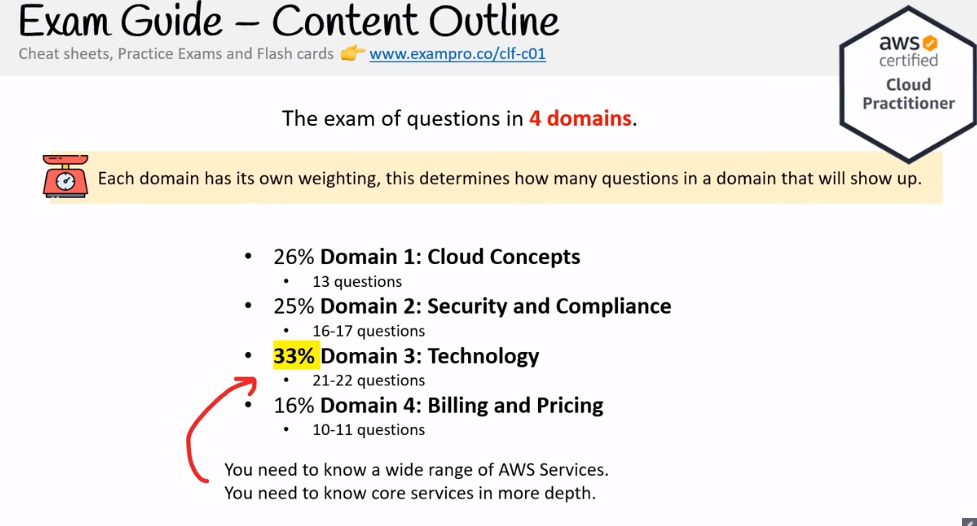 Exam Guide – Content Outline
Cheat sheets, Practice Exams and Flash cards 👉 www.exampro.co/clf-c01
aws
certified
Cloud
Practitioner
The exam of questions in 4 domains.
Each domain has its own weighting, this determines how many questions in a domain that will show up.
• 26% Domain 1: Cloud Concepts
• 13 questions
• 25% Domain 2: Security and Compliance
• 16-17 questions
• 33% Domain 3: Technology
• 21-22 questions
• 16% Domain 4: Billing and Pricing
• 10-11 questions
You need to know a wide range of AWS Services.
You need to know core services in more depth.